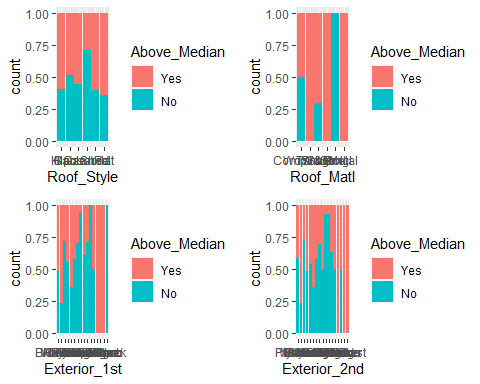 1.00
0.75
0.50
0.25
0.00
count
Roof_Style
Above_Median
Yes
No
1.00
0.75
0.50
0.25
0.00
count
Roof_Matl
Above_Median
Yes
No
1.00
0.75
0.50
0.25
0.00
count
Exterior_1st
Above_Median
Yes
No
1.00
0.75
0.50
0.25
0.00
count
Exterior_2nd
Above_Median
Yes
No